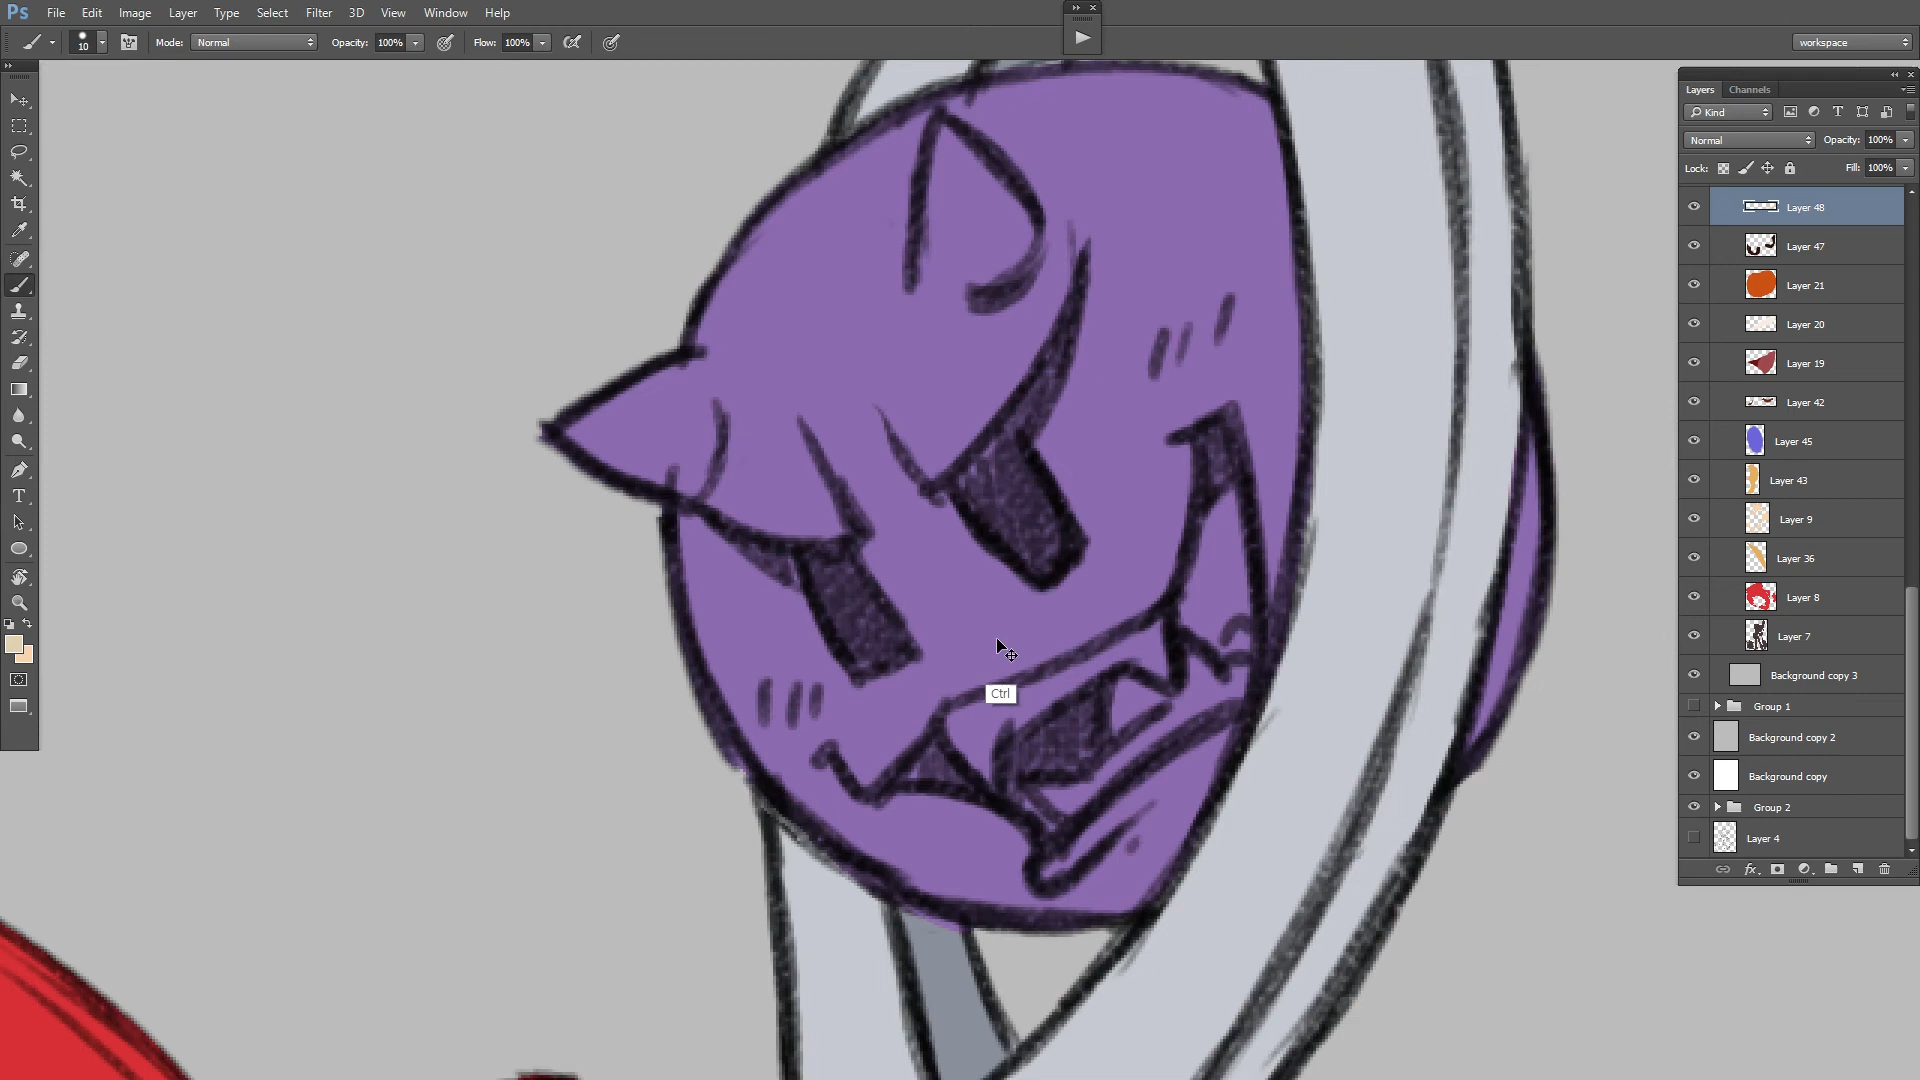 Ps File Edit Image Layer Type Select Filter 3D View Window Help
10 Mode: Normal Opacity: 100% Flow: 100% workspace
Layers Channels
Kind T
Normal Opacity: 100%
Lock: Fill: 100%
Layer 48
Layer 47
Layer 21
Layer 20
Layer 19
Layer 42
Layer 45
Layer 43
Layer 9
Layer 36
Layer 8
Layer 7
Background copy 3
Group 1
Background copy 2
Background copy
Group 2
Layer 4
fx
T
Ctrl